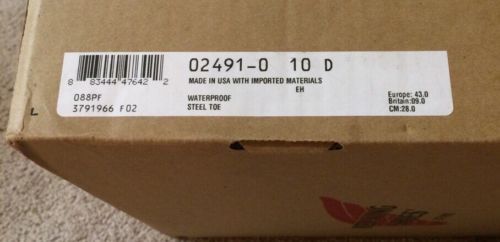 02491-0 10 D
MADE IN USA WITH IMPORTED MATERIALS
EH
8 83444 47642 2
088PF
3791966 F02
WATERPROOF
STEEL TOE
Europe: 43.0
Britain:09.0
CM:28.0
L